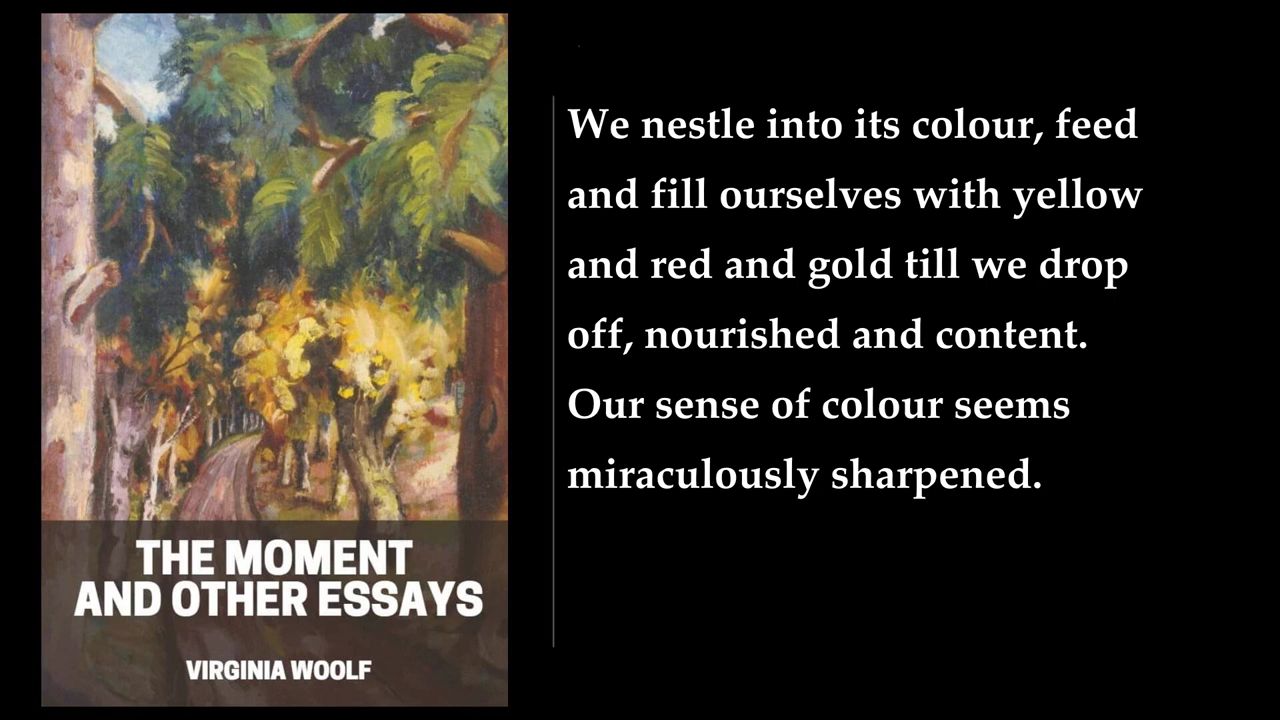 THE MOMENT
AND OTHER ESSAYS
VIRGINIA WOOLF
We nestle into its colour, feed
and fill ourselves with yellow
and red and gold till we drop
off, nourished and content.
Our sense of colour seems
miraculously sharpened.